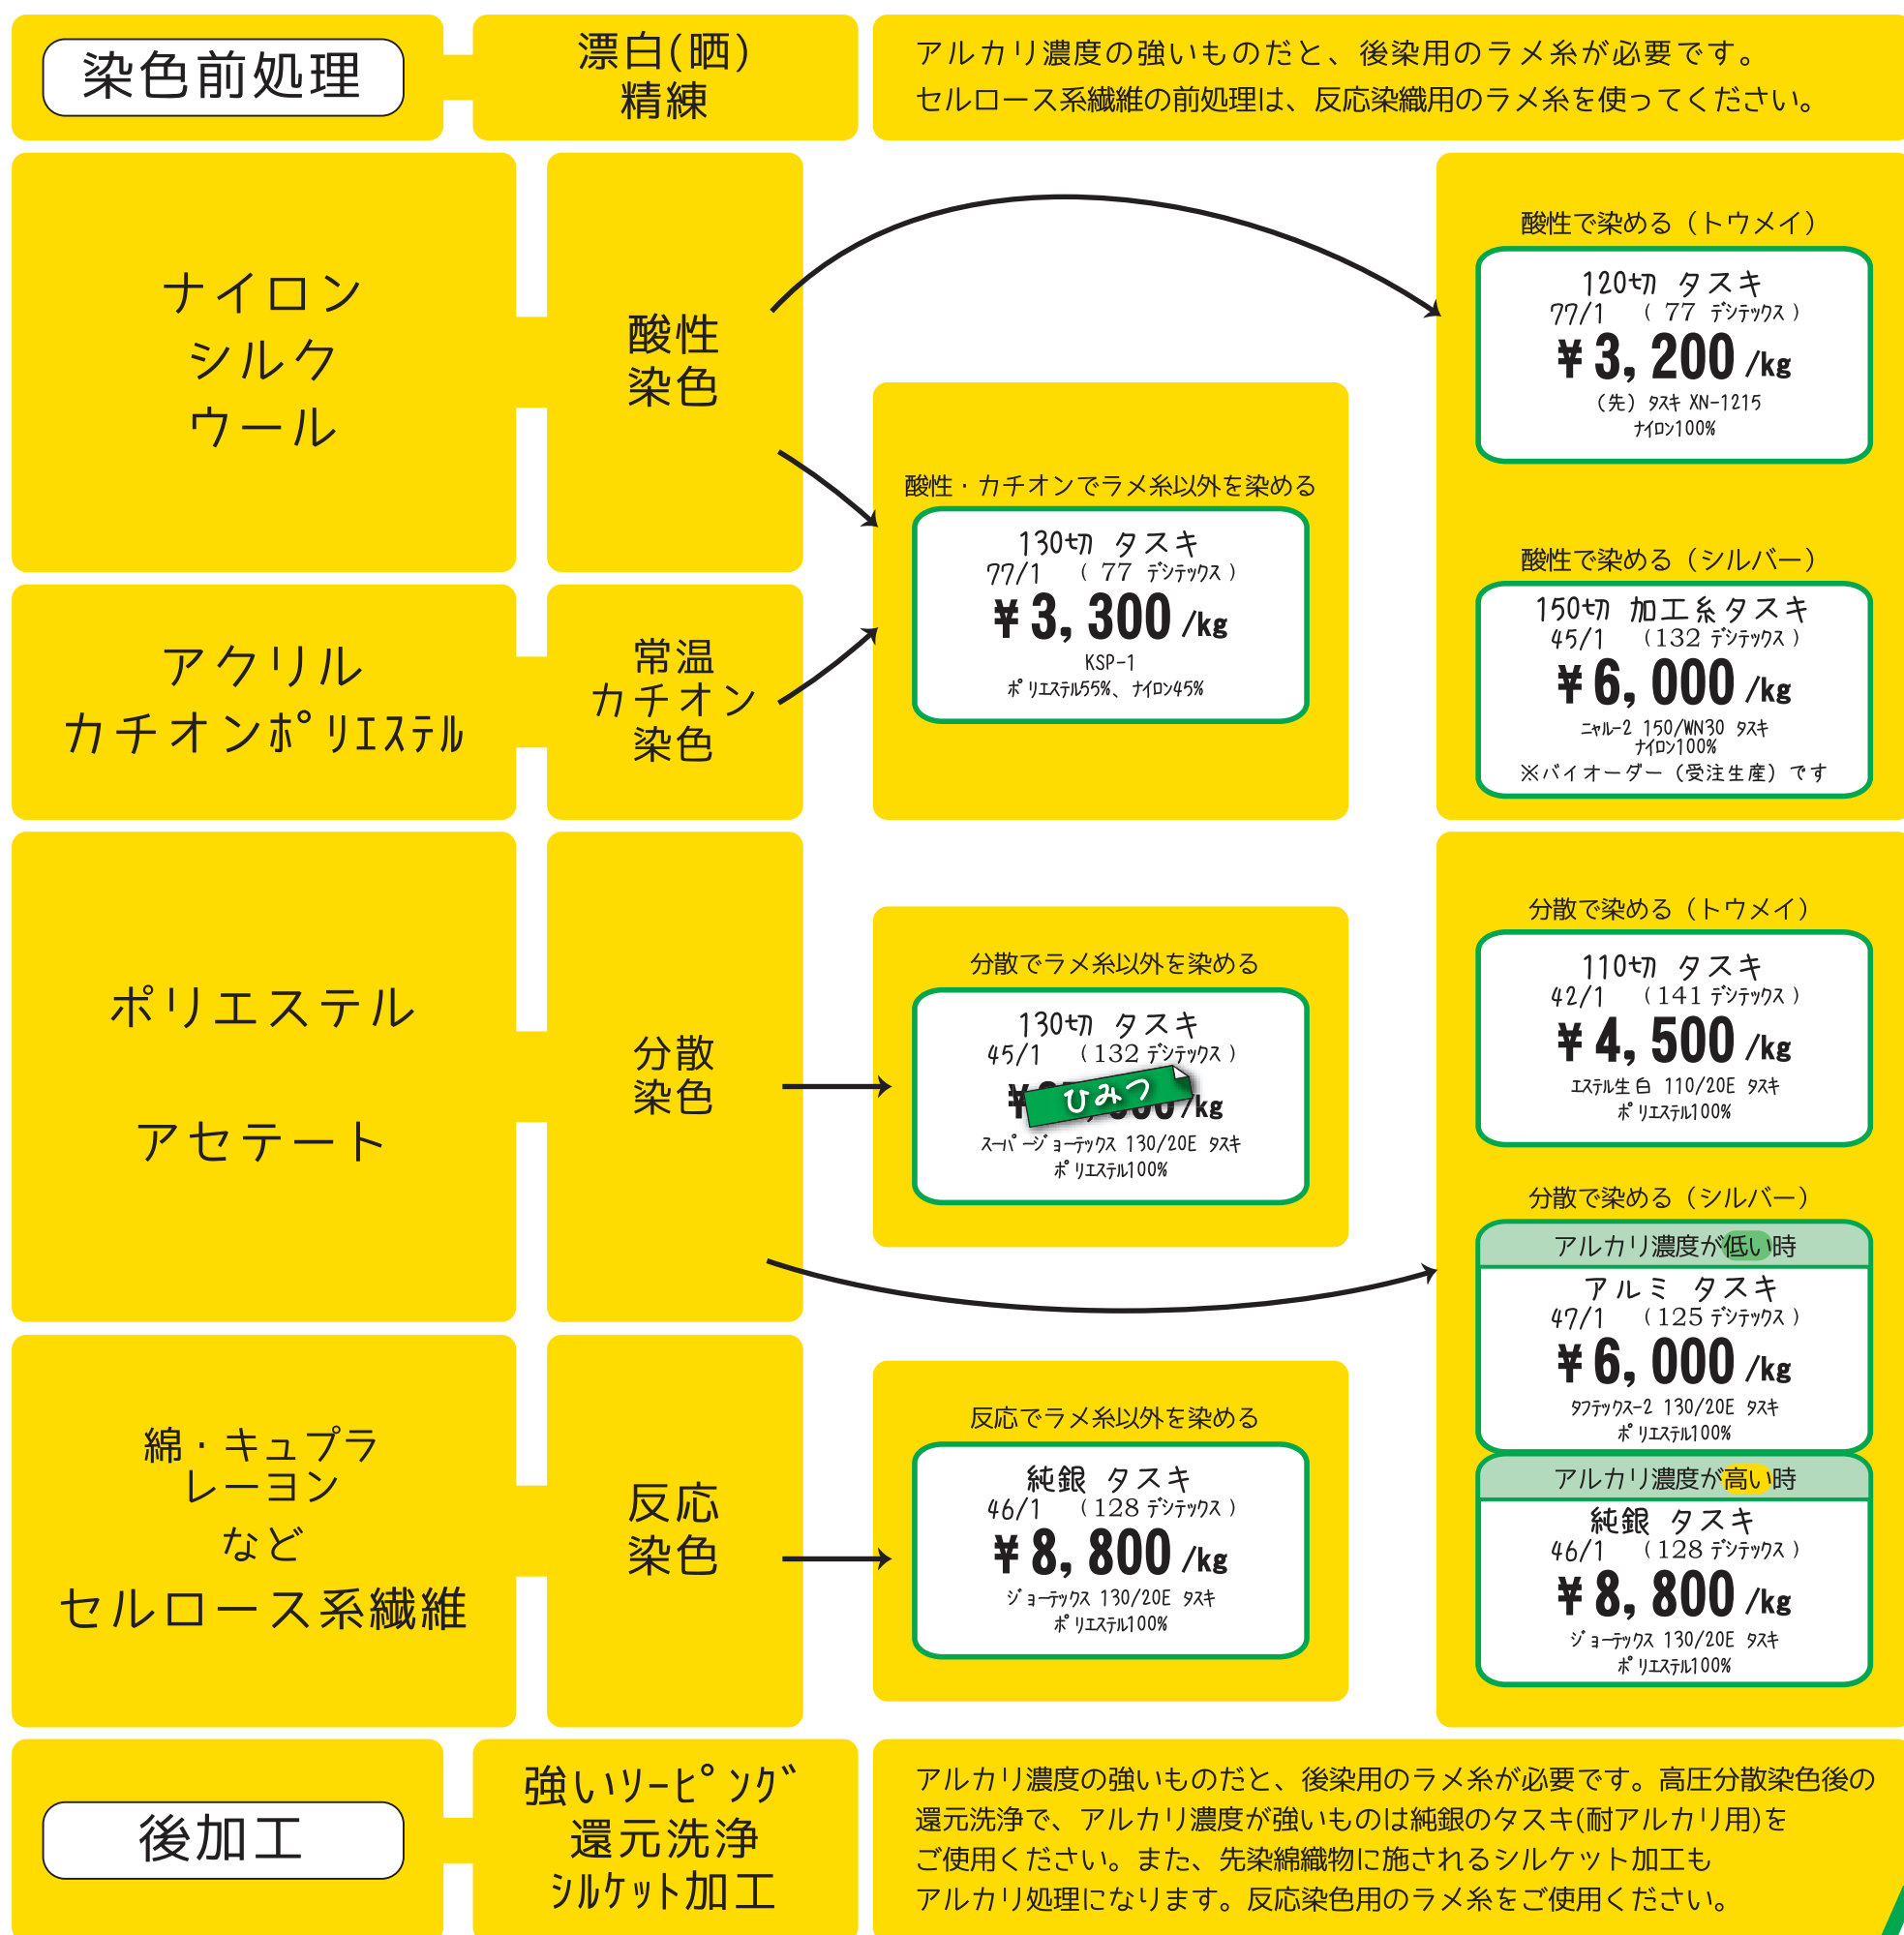 染色前処理
漂白(晒)
精練
アルカリ濃度の強いものだと、後染用のラメ糸が必要です。
セルロース系繊維の前処理は、反応染織用のラメ糸を使ってください。
ナイロン
シルク
ウール
酸性
染色
酸性で染める（トウメイ）
120切 タスキ
77/1 （ 77 デシテックス ）
¥3,200/kg
（先）タスキ XN-1215
ナイロン100%
酸性・カチオンでラメ糸以外を染める
130切 タスキ
77/1 （ 77 デシテックス ）
¥3,300/kg
KSP-1
ポリエステル55%、ナイロン45%
酸性で染める（シルバー）
150切 加工糸タスキ
45/1 （132 デシテックス ）
¥6,000/kg
ニャル-2 150/WN30 タスキ
ナイロン100%
※バイオーダー（受注生産）です
アクリル
カチオンポリエステル
常温
カチオン
染色
ポリエステル
アセテート
分散
染色
分散でラメ糸以外を染める
130切 タスキ
45/1 （132 デシテックス ）
¥ /kg
ひみつ
スーパージョーテックス 130/20E タスキ
ポリエステル100%
分散で染める（トウメイ）
110切 タスキ
42/1 （141 デシテックス ）
¥4,500/kg
エステル生白 110/20E タスキ
ポリエステル100%
分散で染める（シルバー）
アルカリ濃度が低い時
アルミ タスキ
47/1 （125 デシテックス ）
¥6,000/kg
タフテックス-2 130/20E タスキ
ポリエステル100%
アルカリ濃度が高い時
純銀 タスキ
46/1 （128 デシテックス ）
¥8,800/kg
ジョーテックス 130/20E タスキ
ポリエステル100%
綿・キュプラ
レーヨン
など
セルロース系繊維
反応
染色
反応でラメ糸以外を染める
純銀 タスキ
46/1 （128 デシテックス ）
¥8,800/kg
ジョーテックス 130/20E タスキ
ポリエステル100%
後加工
強いソーピング
還元洗浄
シルケット加工
アルカリ濃度の強いものだと、後染用のラメ糸が必要です。高圧分散染色後の
還元洗浄で、アルカリ濃度が強いものは純銀のタスキ(耐アルカリ用)を
ご使用ください。また、先染綿織物に施されるシルケット加工も
アルカリ処理になります。反応染色用のラメ糸をご使用ください。